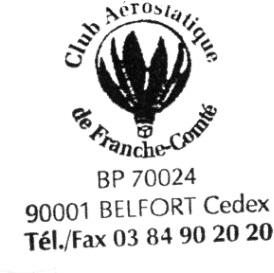 Club Aérostatique
de Franche-Comté
BP 70024
90001 BELFORT Cedex
Tél./Fax 03 84 90 20 20